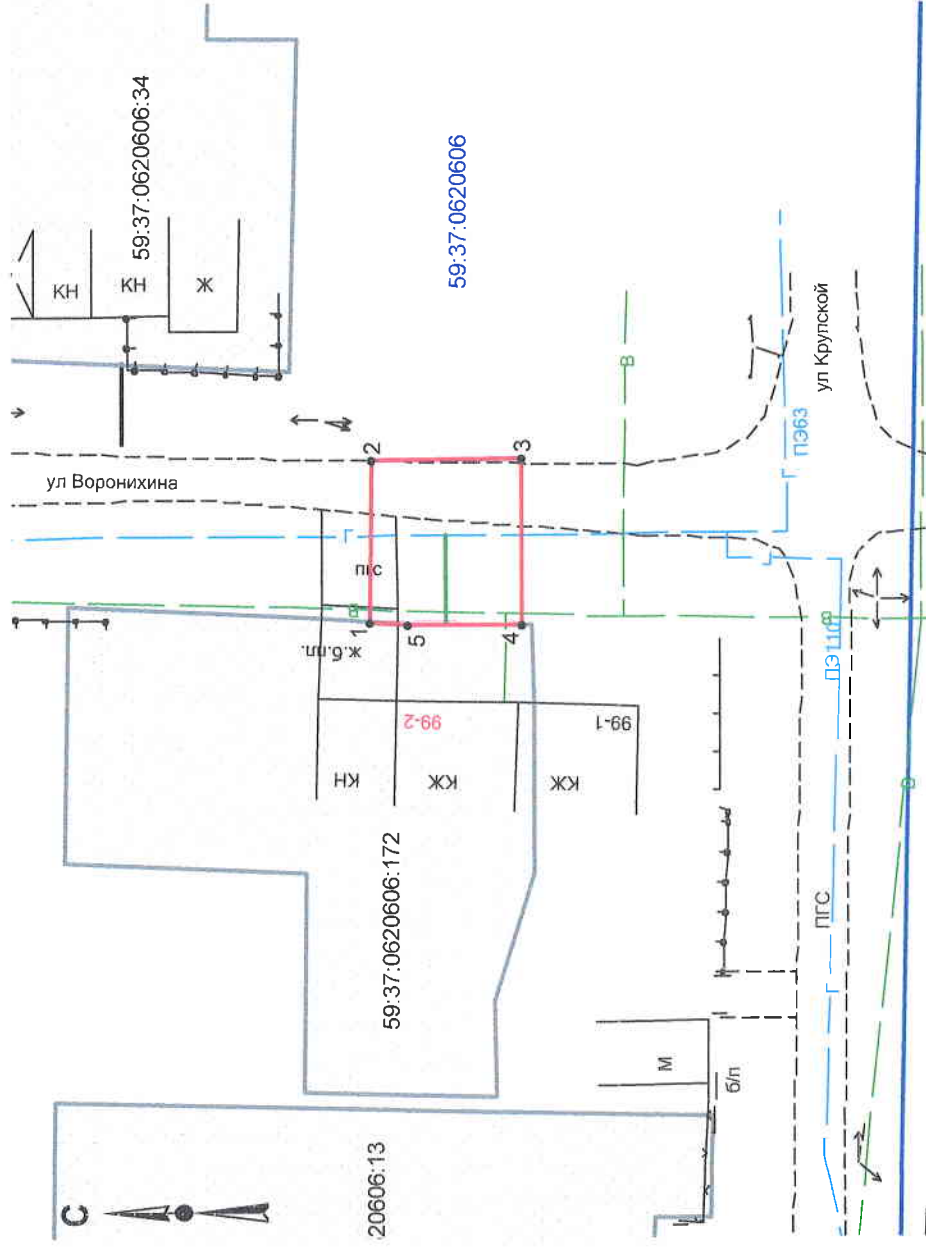 С
20606:13
59:37:0620606:172
59:37:0620606:34
59:37:0620606
КН
КН
Ж
ул Воронихина
Г
В
пгс
ж.б.пл.
1
2
3
4
5
99-2
99-1
КН
КЖ
КЖ
В
ул Крупской
ПЭ63
Г
Г
ПЭ110
В
ПГС
Г
М
б/п